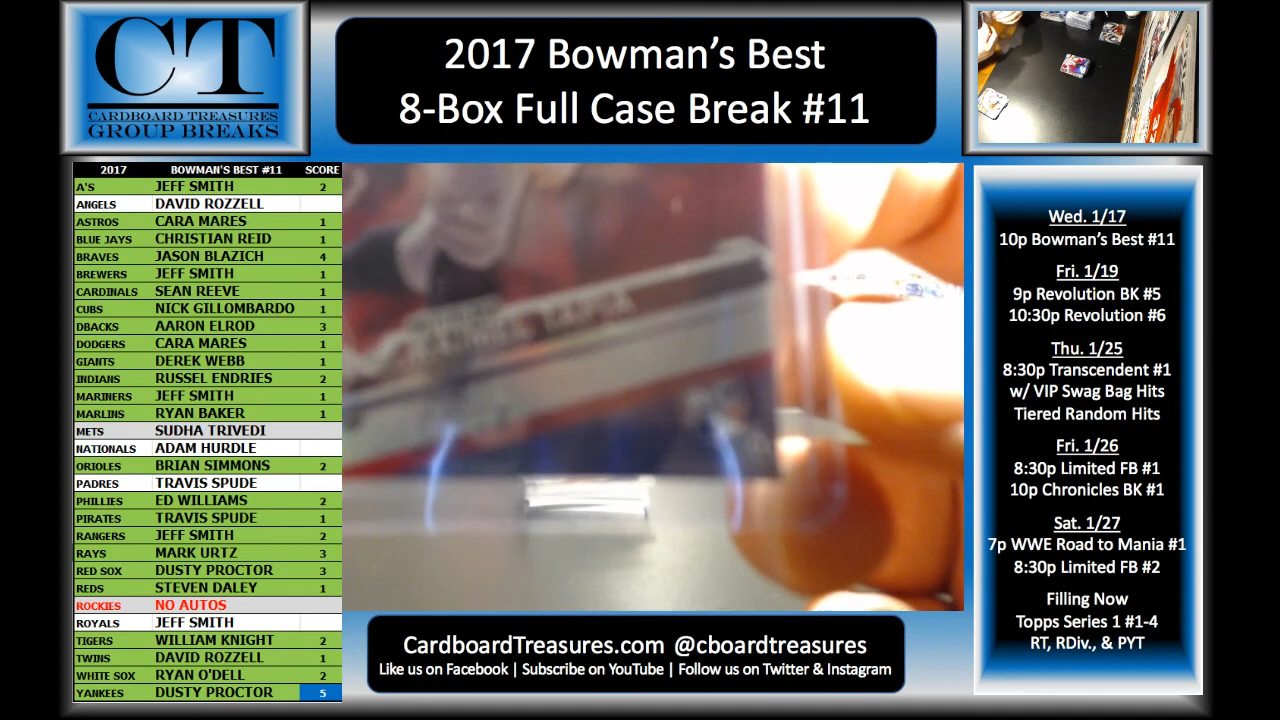 CT
CARDBOARD TREASURES
GROUP BREAKS
2017 Bowman's Best
8-Box Full Case Break #11
2017 BOWMAN'S BEST #11 SCORE
A'S JEFF SMITH 2
ANGELS DAVID ROZZELL
ASTROS CARA MARES 1
BLUE JAYS CHRISTIAN REID 1
BRAVES JASON BLAZICH 4
BREWERS JEFF SMITH 1
CARDINALS SEAN REEVE 1
CUBS NICK GILLOMBARDO 1
DBACKS AARON ELROD 3
DODGERS CARA MARES 1
GIANTS DEREK WEBB 1
INDIANS RUSSEL ENDRIES 2
MARINERS JEFF SMITH 1
MARLINS RYAN BAKER 1
METS SUDHA TRIVEDI
NATIONALS ADAM HURDLE
ORIOLES BRIAN SIMMONS 2
PADRES TRAVIS SPUDE
PHILLIES ED WILLIAMS 2
PIRATES TRAVIS SPUDE 1
RANGERS JEFF SMITH 2
RAYS MARK URTZ 3
RED SOX DUSTY PROCTOR 3
REDS STEVEN DALEY 1
ROCKIES NO AUTOS
ROYALS JEFF SMITH
TIGERS WILLIAM KNIGHT 2
TWINS DAVID ROZZELL 1
WHITE SOX RYAN O'DELL 2
YANKEES DUSTY PROCTOR 5
TAPIA
Wed. 1/17
10p Bowman's Best #11
Fri. 1/19
9p Revolution BK #5
10:30p Revolution #6
Thu. 1/25
8:30p Transcendent #1
w/ VIP Swag Bag Hits
Tiered Random Hits
Fri. 1/26
8:30p Limited FB #1
10p Chronicles BK #1
Sat. 1/27
7p WWE Road to Mania #1
8:30p Limited FB #2
Filling Now
Topps Series 1 #1-4
RT, RDiv., & PYT
CardboardTreasures.com @cboardtreasures
Like us on Facebook | Subscribe on YouTube | Follow us on Twitter & Instagram